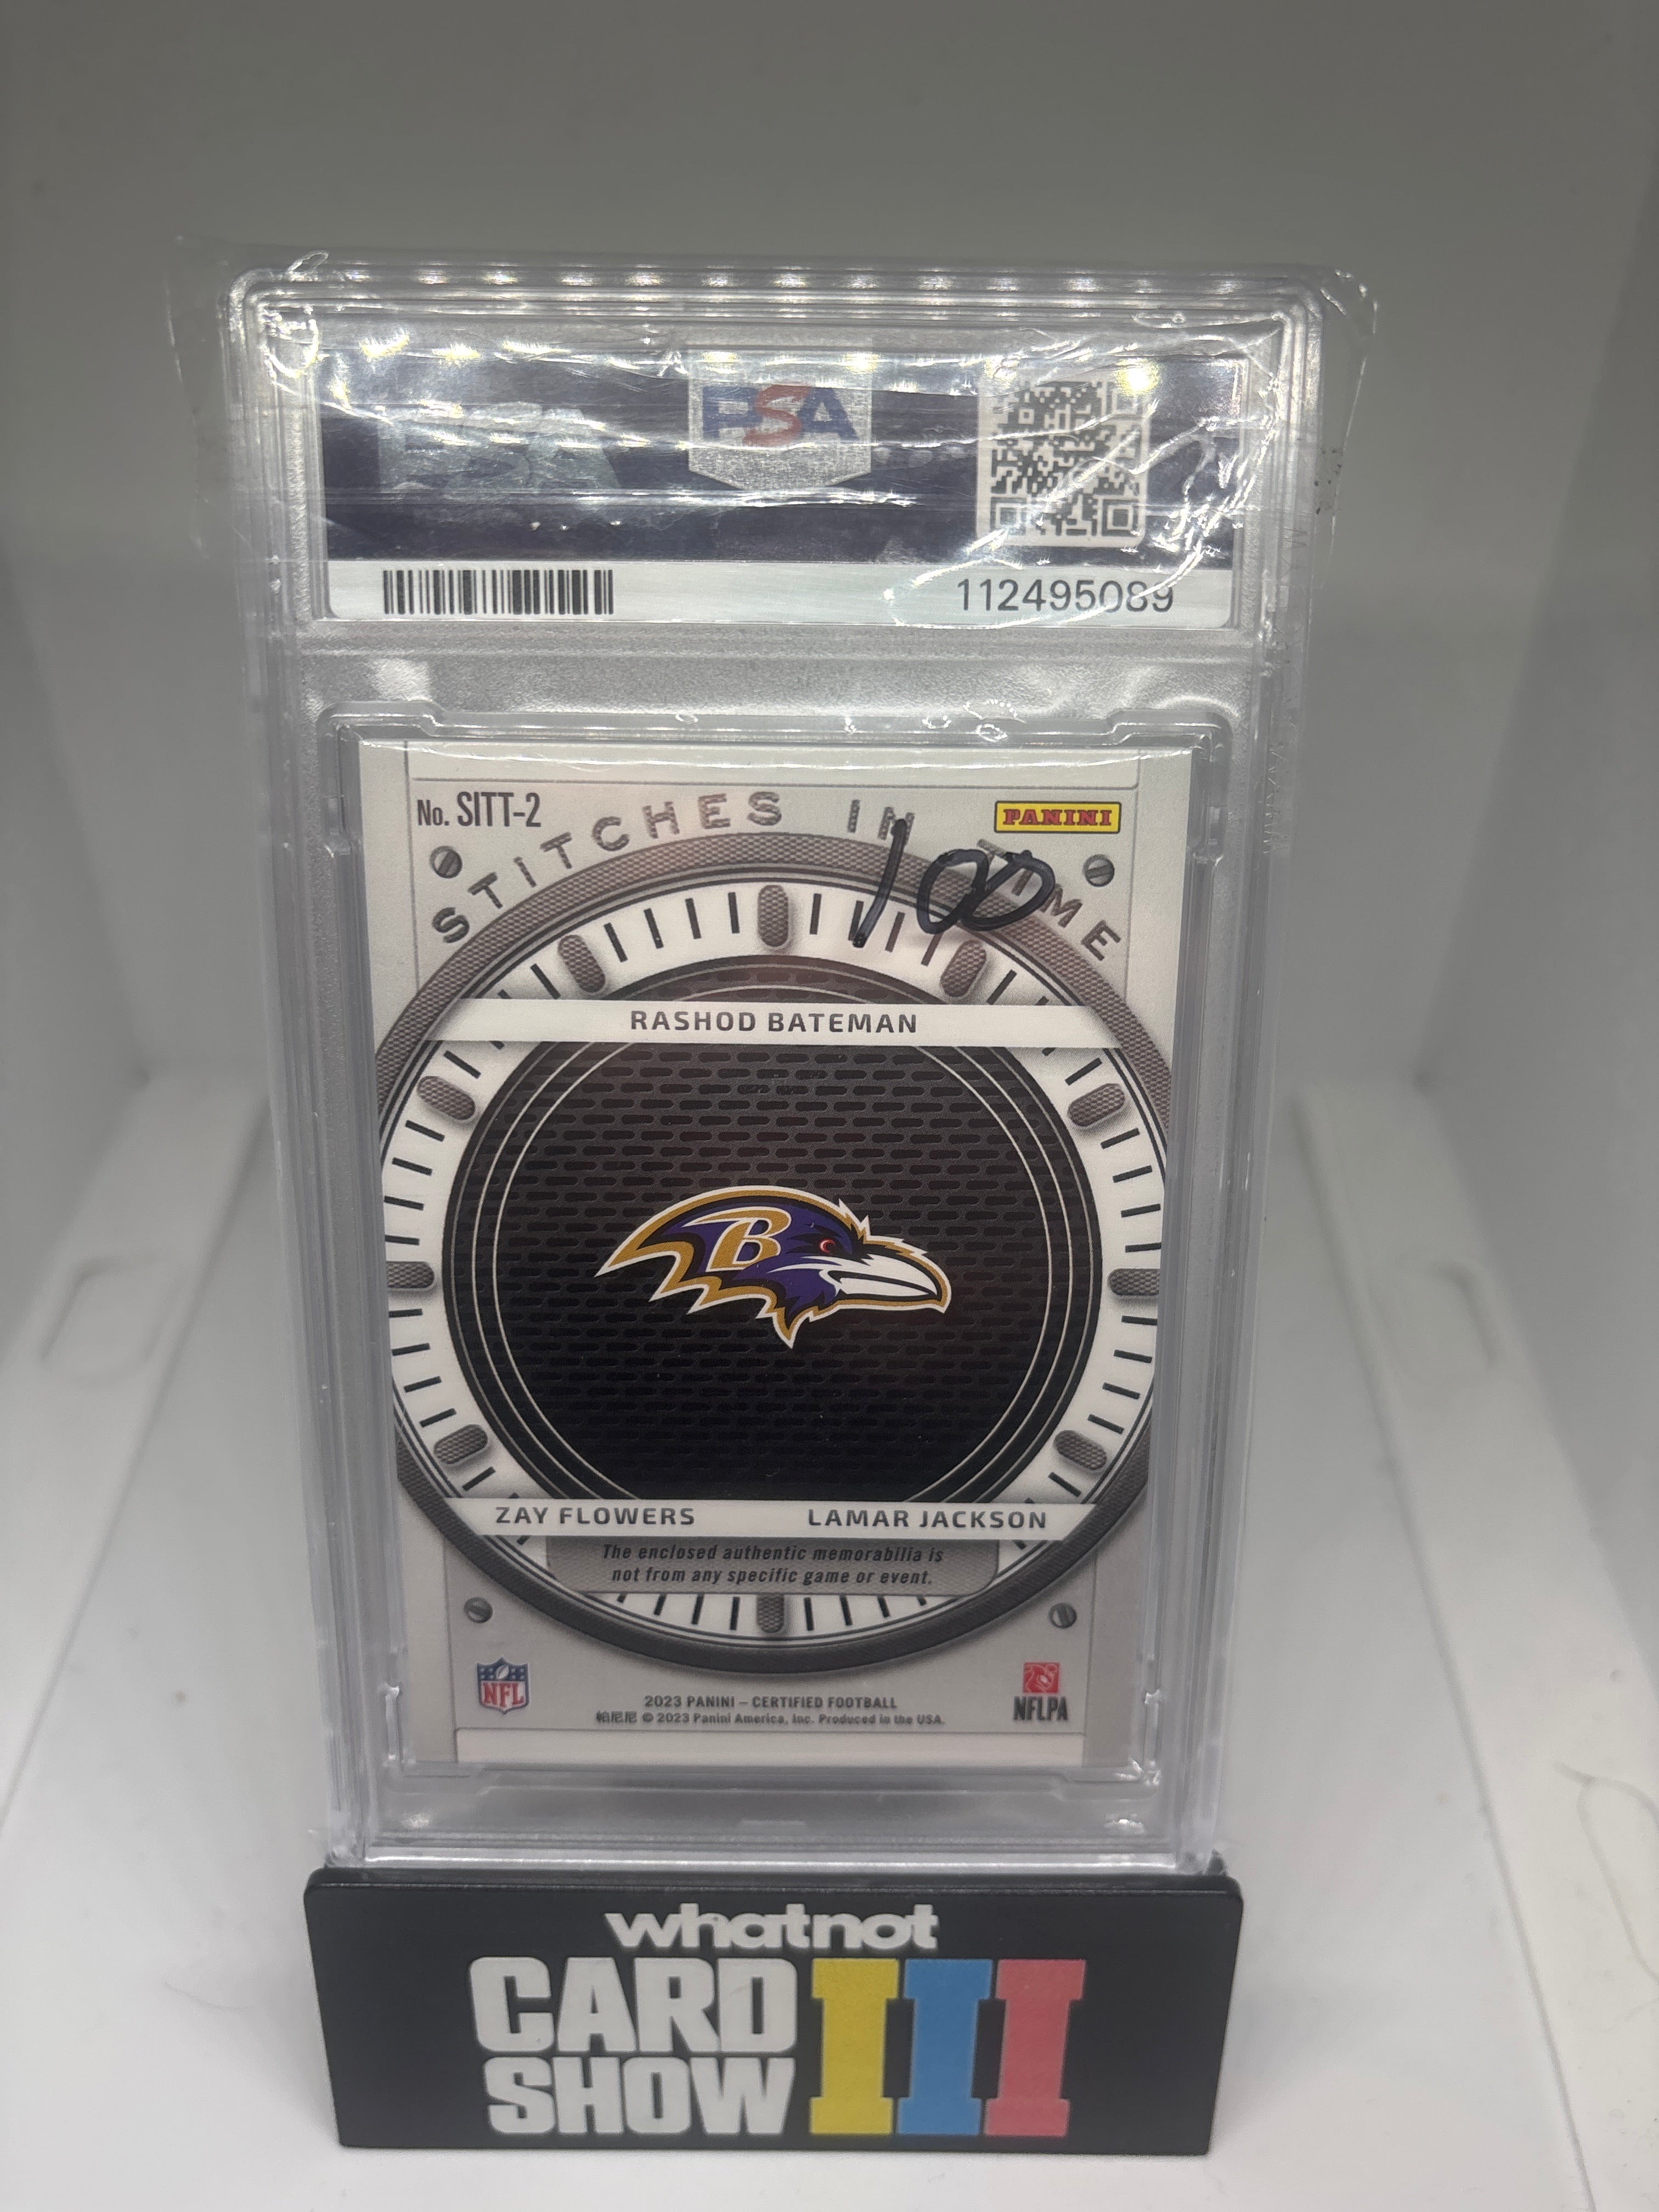 PSA
112495089
No. SITT-2
STITCHES IN TIME
PANINI
100
RASHOD BATEMAN
B
ZAY FLOWERS LAMAR JACKSON
The enclosed authentic memorabilia is
not from any specific game or event.
NFL
2023 PANINI – CERTIFIED FOOTBALL
帕尼尼 © 2023 Panini America, Inc. Produced in the USA.
NFLPA
whatnot
CARD
SHOW
III